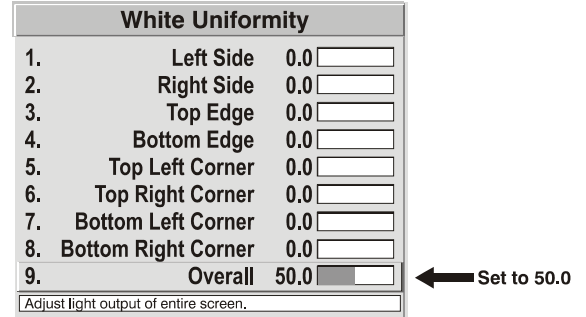 White Uniformity
1. Left Side 0.0
2. Right Side 0.0
3. Top Edge 0.0
4. Bottom Edge 0.0
5. Top Left Corner 0.0
6. Top Right Corner 0.0
7. Bottom Left Corner 0.0
8. Bottom Right Corner 0.0
9. Overall 50.0 Set to 50.0
Adjust light output of entire screen.